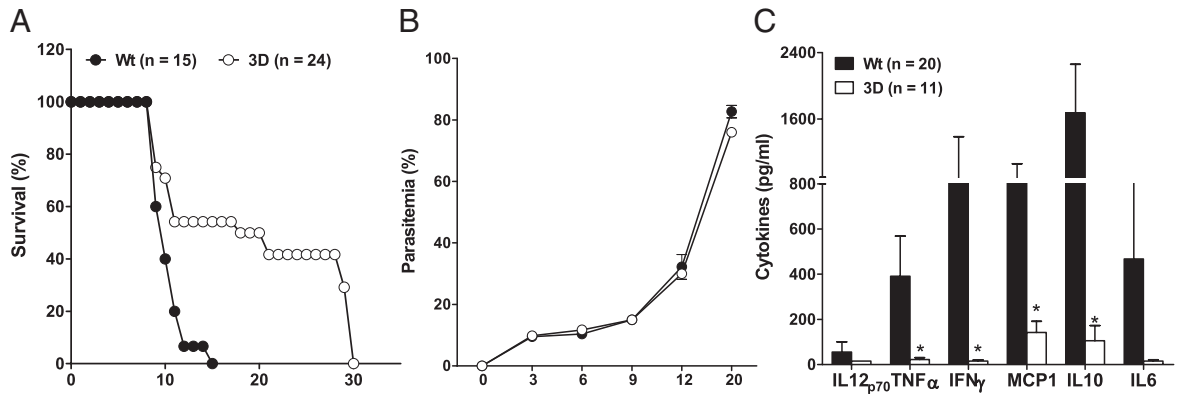 A
Survival (%)
120
100
80
60
40
20
0
0 10 20 30
Wt (n = 15) 3D (n = 24)
B
Parasitemia (%)
100
80
60
40
20
0
0 3 6 9 12 20
C
Cytokines (pg/ml)
2400
1600
800
600
400
200
0
Wt (n = 20)
3D (n = 11)
* * * *
IL12p70 TNFα IFNγ MCP1 IL10 IL6